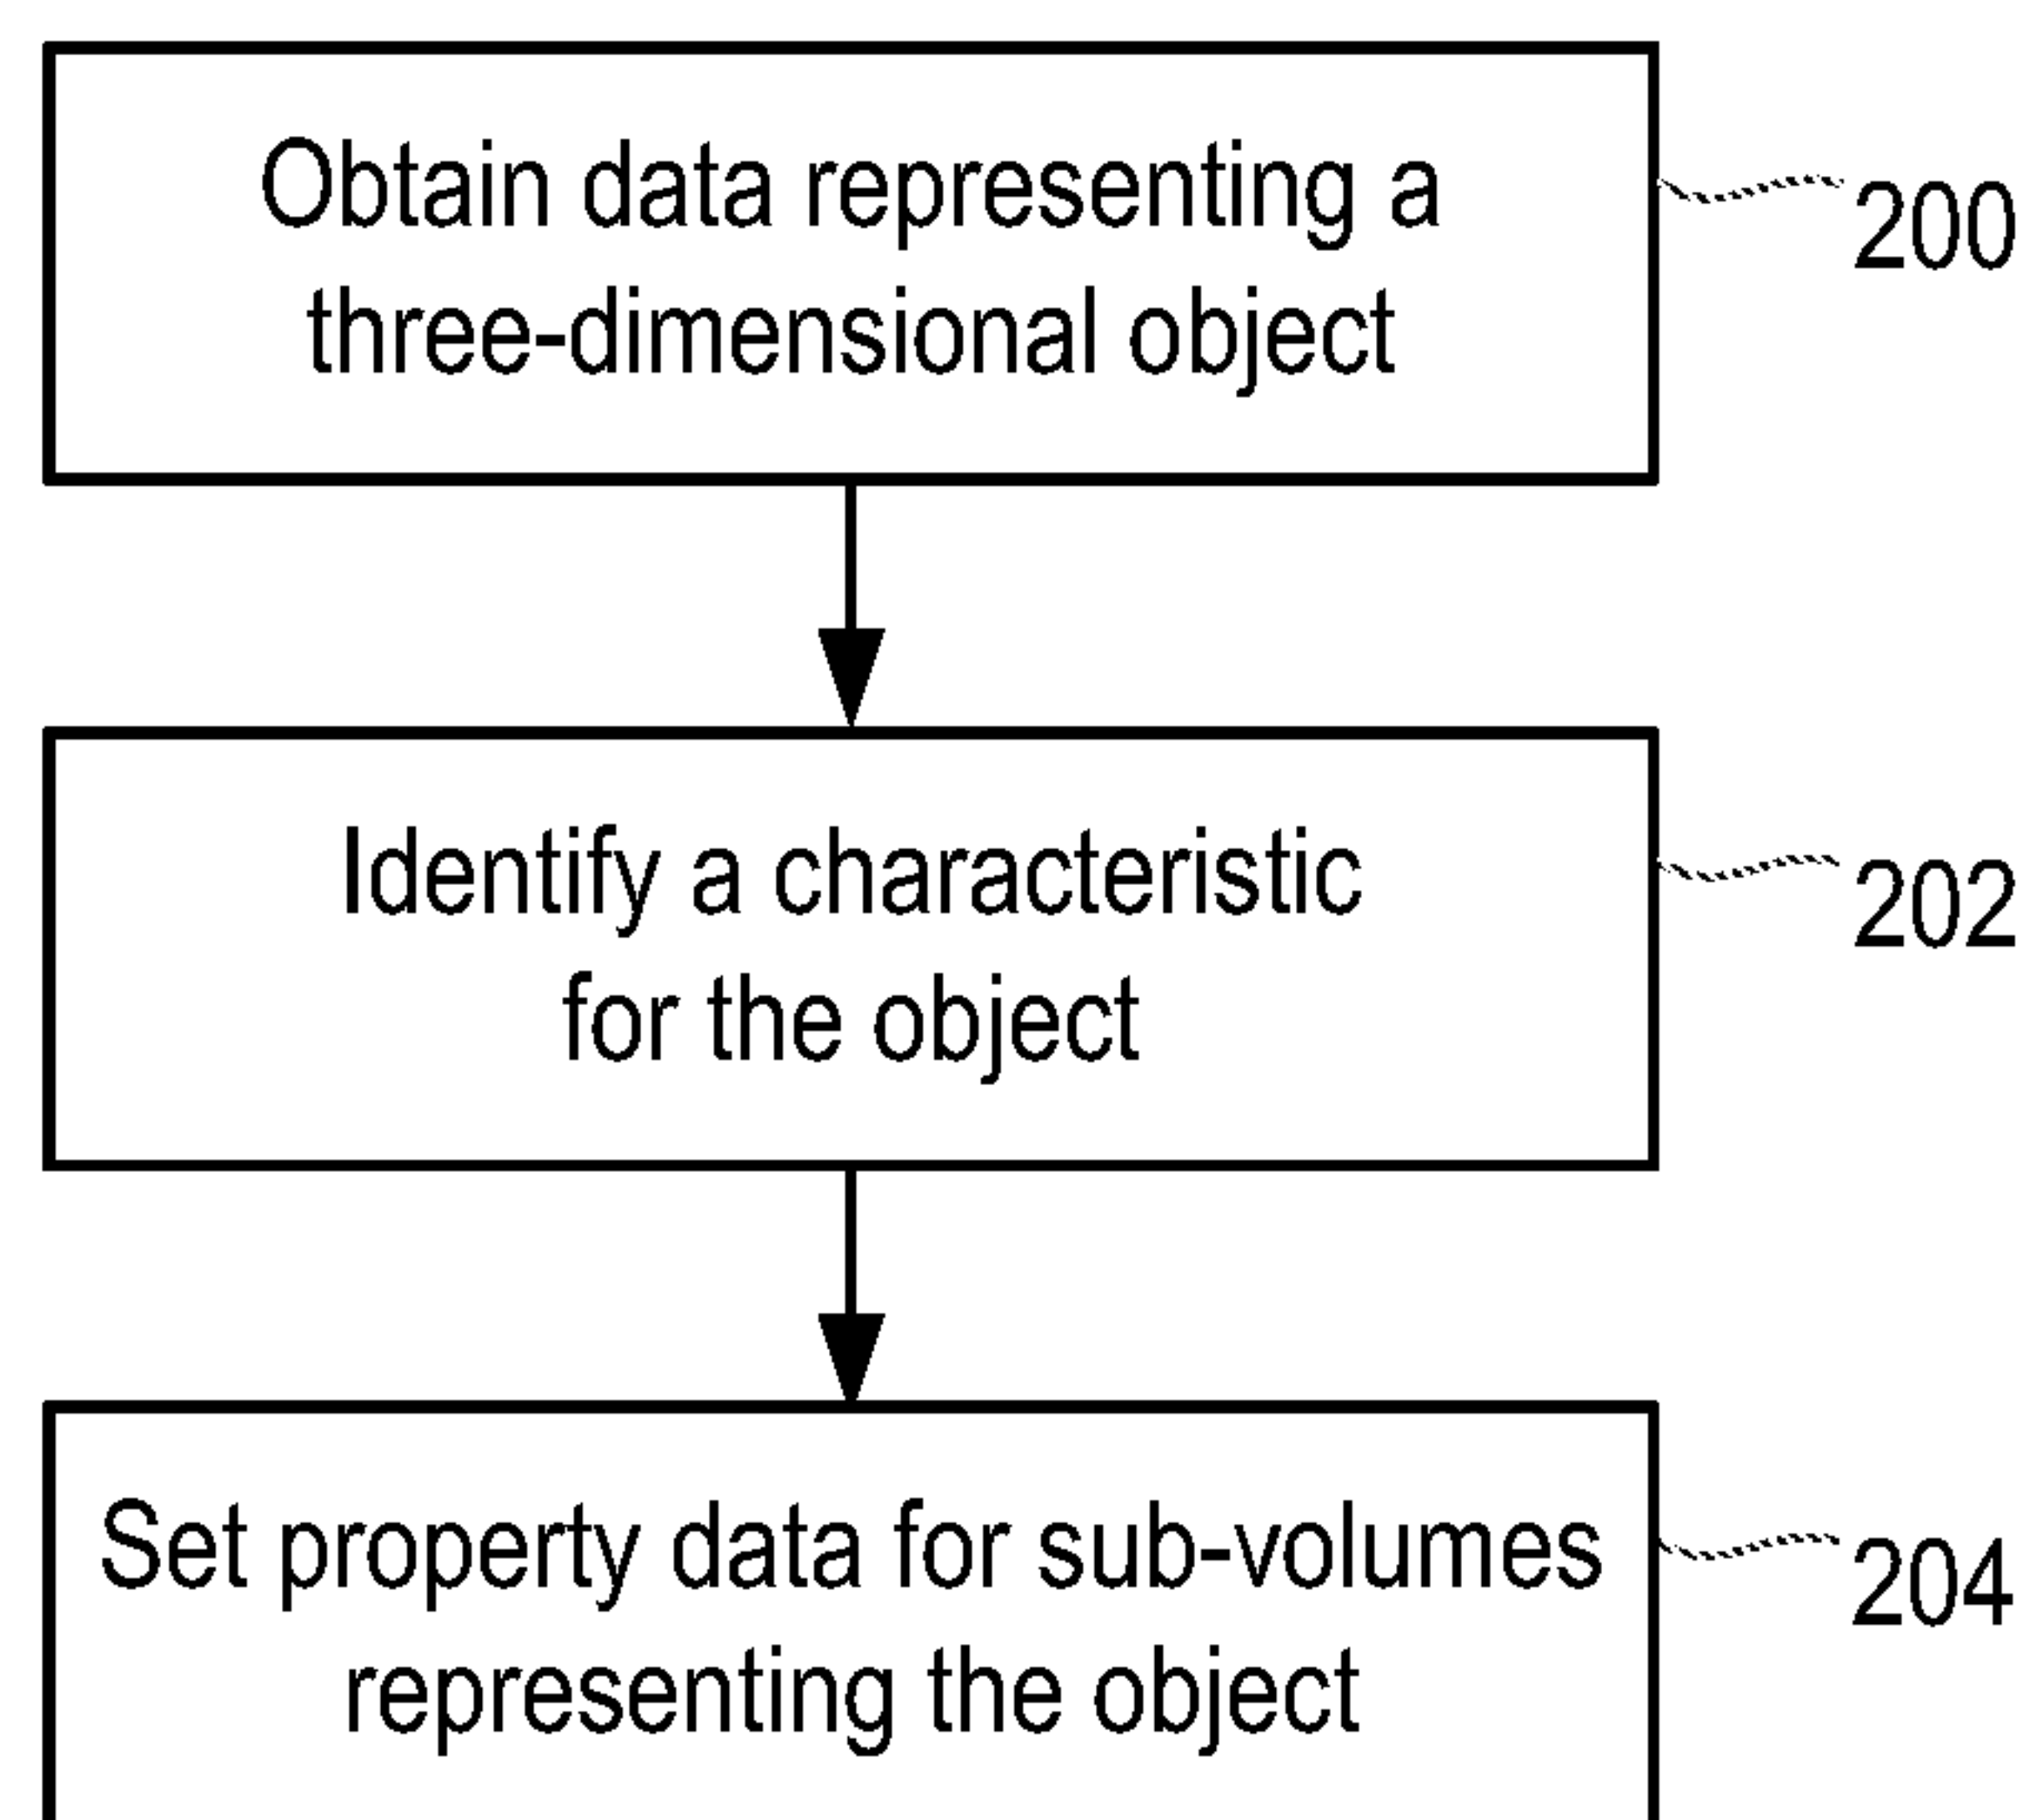 Obtain data representing a
three-dimensional object
200
Identify a characteristic
for the object
202
Set property data for sub-volumes
representing the object
204